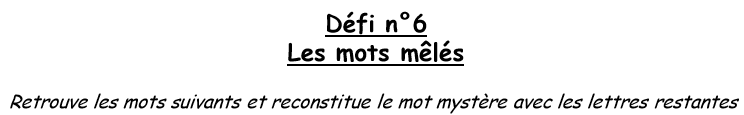 Défi n°6
Les mots mêlés
Retrouve les mots suivants et reconstitue le mot mystère avec les lettres restantes